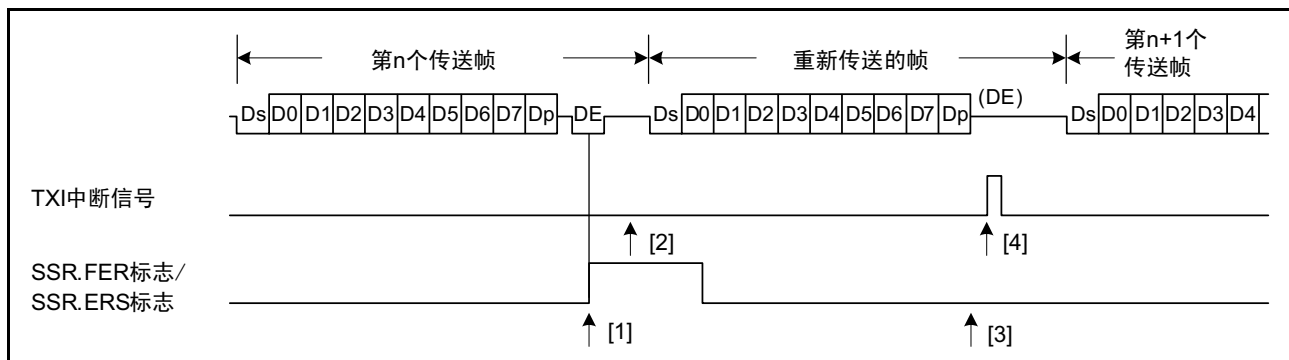 第n个传送帧
重新传送的帧
第n+1个
传送帧
Ds D0 D1 D2 D3 D4 D5 D6 D7 Dp DE
Ds D0 D1 D2 D3 D4 D5 D6 D7 Dp (DE)
Ds D0 D1 D2 D3 D4
TXI中断信号
[2]
[4]
SSR.FER标志/
SSR.ERS标志
[1]
[3]